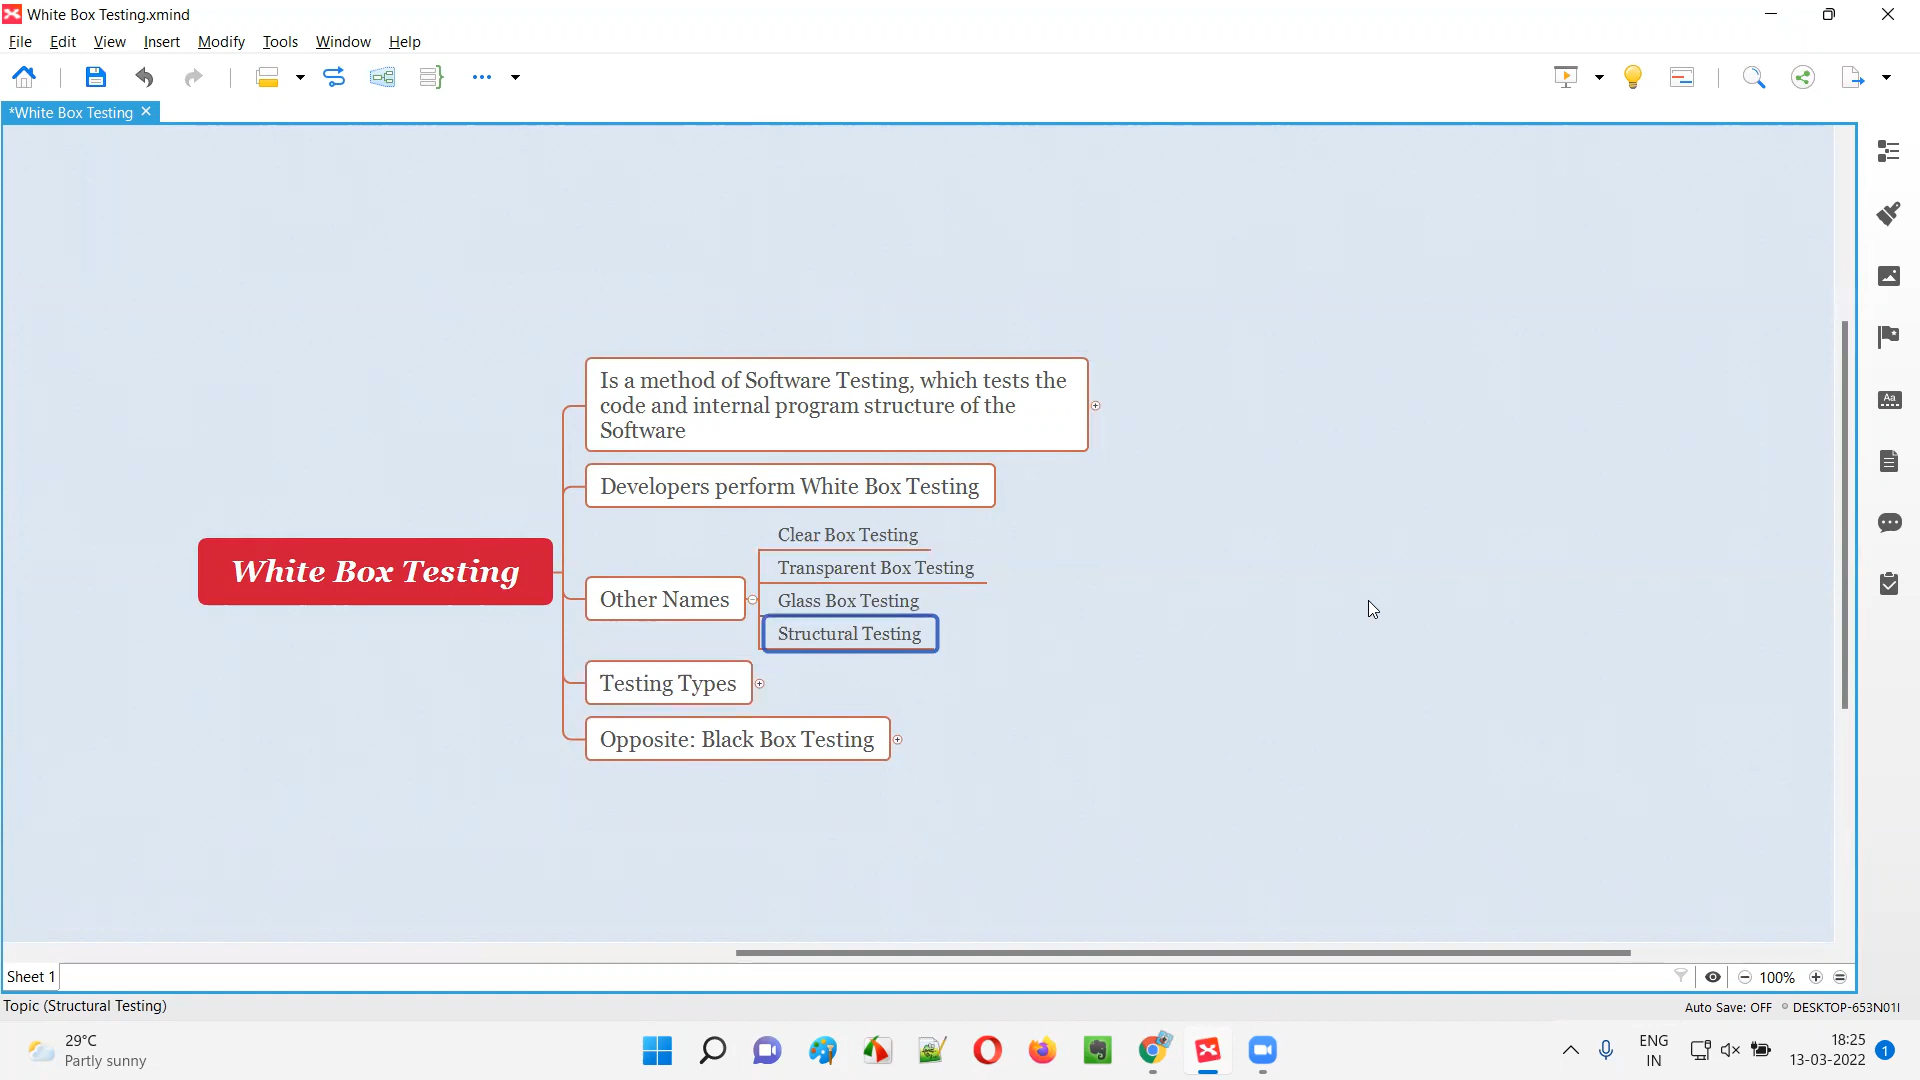 White Box Testing.xmind
File Edit View Insert Modify Tools Window Help
*White Box Testing
Is a method of Software Testing, which tests the
code and internal program structure of the
Software
Developers perform White Box Testing
Clear Box Testing
Transparent Box Testing
White Box Testing
Other Names
Glass Box Testing
Structural Testing
Testing Types
Opposite: Black Box Testing
Aa
Sheet 1
100%
Topic (Structural Testing)
Auto Save: OFF
DESKTOP-653N01I
29°C
Partly sunny
ENG
IN
18:25
13-03-2022
1